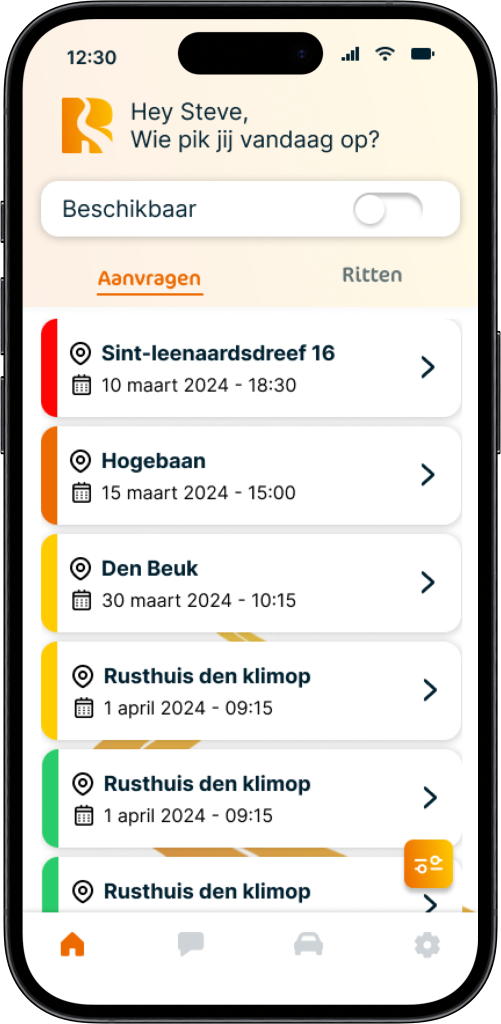 12:30
Hey Steve,
Wie pik jij vandaag op?
Beschikbaar
Aanvragen
Ritten
Sint-leenaardsdreef 16
10 maart 2024 - 18:30
Hogebaan
15 maart 2024 - 15:00
Den Beuk
30 maart 2024 - 10:15
Rusthuis den klimop
1 april 2024 - 09:15
Rusthuis den klimop
1 april 2024 - 09:15
Rusthuis den klimop